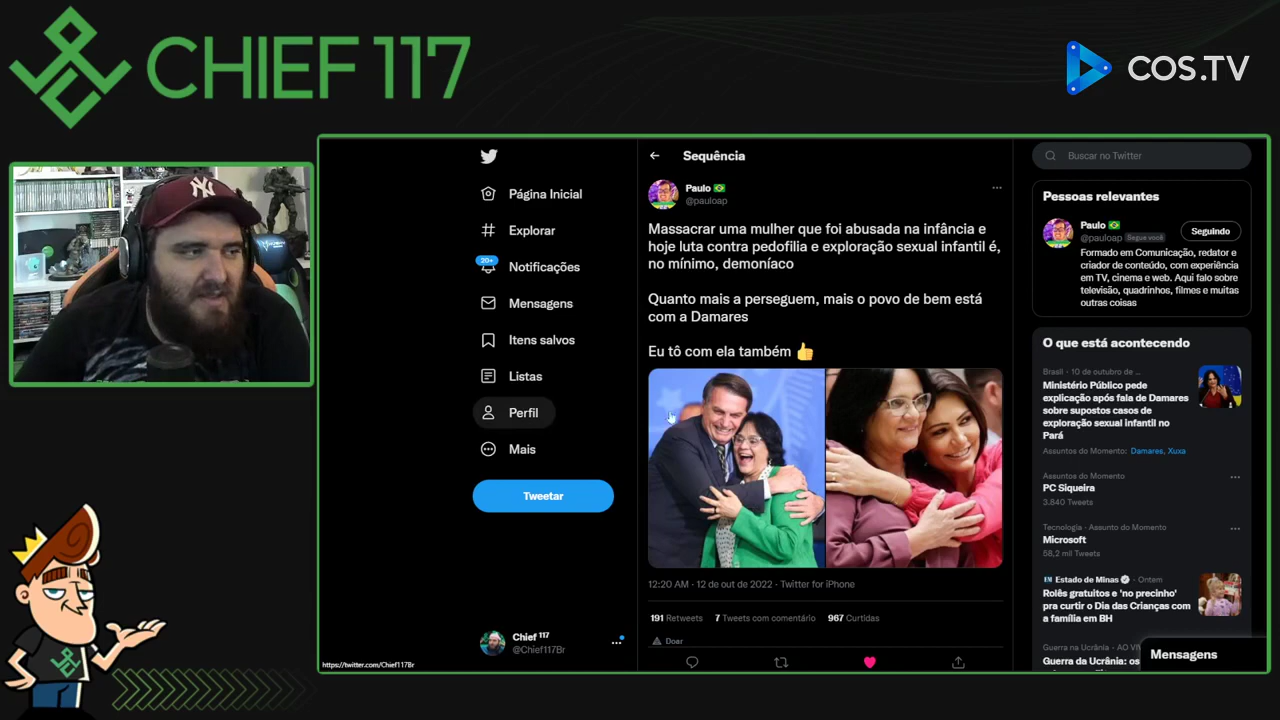 CHIEF 117
COS.TV
Página Inicial
Explorar
20+
Notificações
Mensagens
Itens salvos
Listas
Perfil
Mais
Tweetar
Chief 117
@Chief117Br
https://twitter.com/Chief117Br
Sequência
Paulo
@pauloap
Massacrar uma mulher que foi abusada na infância e
hoje luta contra pedofilia e exploração sexual infantil é,
no mínimo, demoníaco
Quanto mais a perseguem, mais o povo de bem está
com a Damares
Eu tô com ela também
12:20 AM · 12 de out de 2022 · Twitter for iPhone
191 Retweets 7 Tweets com comentário 967 Curtidas
Doar
Buscar no Twitter
Pessoas relevantes
Paulo
@pauloap Segue você
Seguindo
Formado em Comunicação, redator e
criador de conteúdo, com experiência
em TV, cinema e web. Aqui falo sobre
televisão, quadrinhos, filmes e muitas
outras coisas
O que está acontecendo
Brasil · 10 de outubro de ...
Ministério Público pede
explicação após fala de Damares
sobre supostos casos de
exploração sexual infantil no
Pará
Assuntos do Momento: Damares, Xuxa
Assuntos do Momento
PC Siqueira
3.840 Tweets
Tecnologia · Assunto do Momento
Microsoft
58,2 mil Tweets
Estado de Minas · Ontem
Rolês gratuitos e 'no precinho'
pra curtir o Dia das Crianças com
a família em BH
Guerra na Ucrânia · AO VIV
Guerra da Ucrânia: os
Mensagens